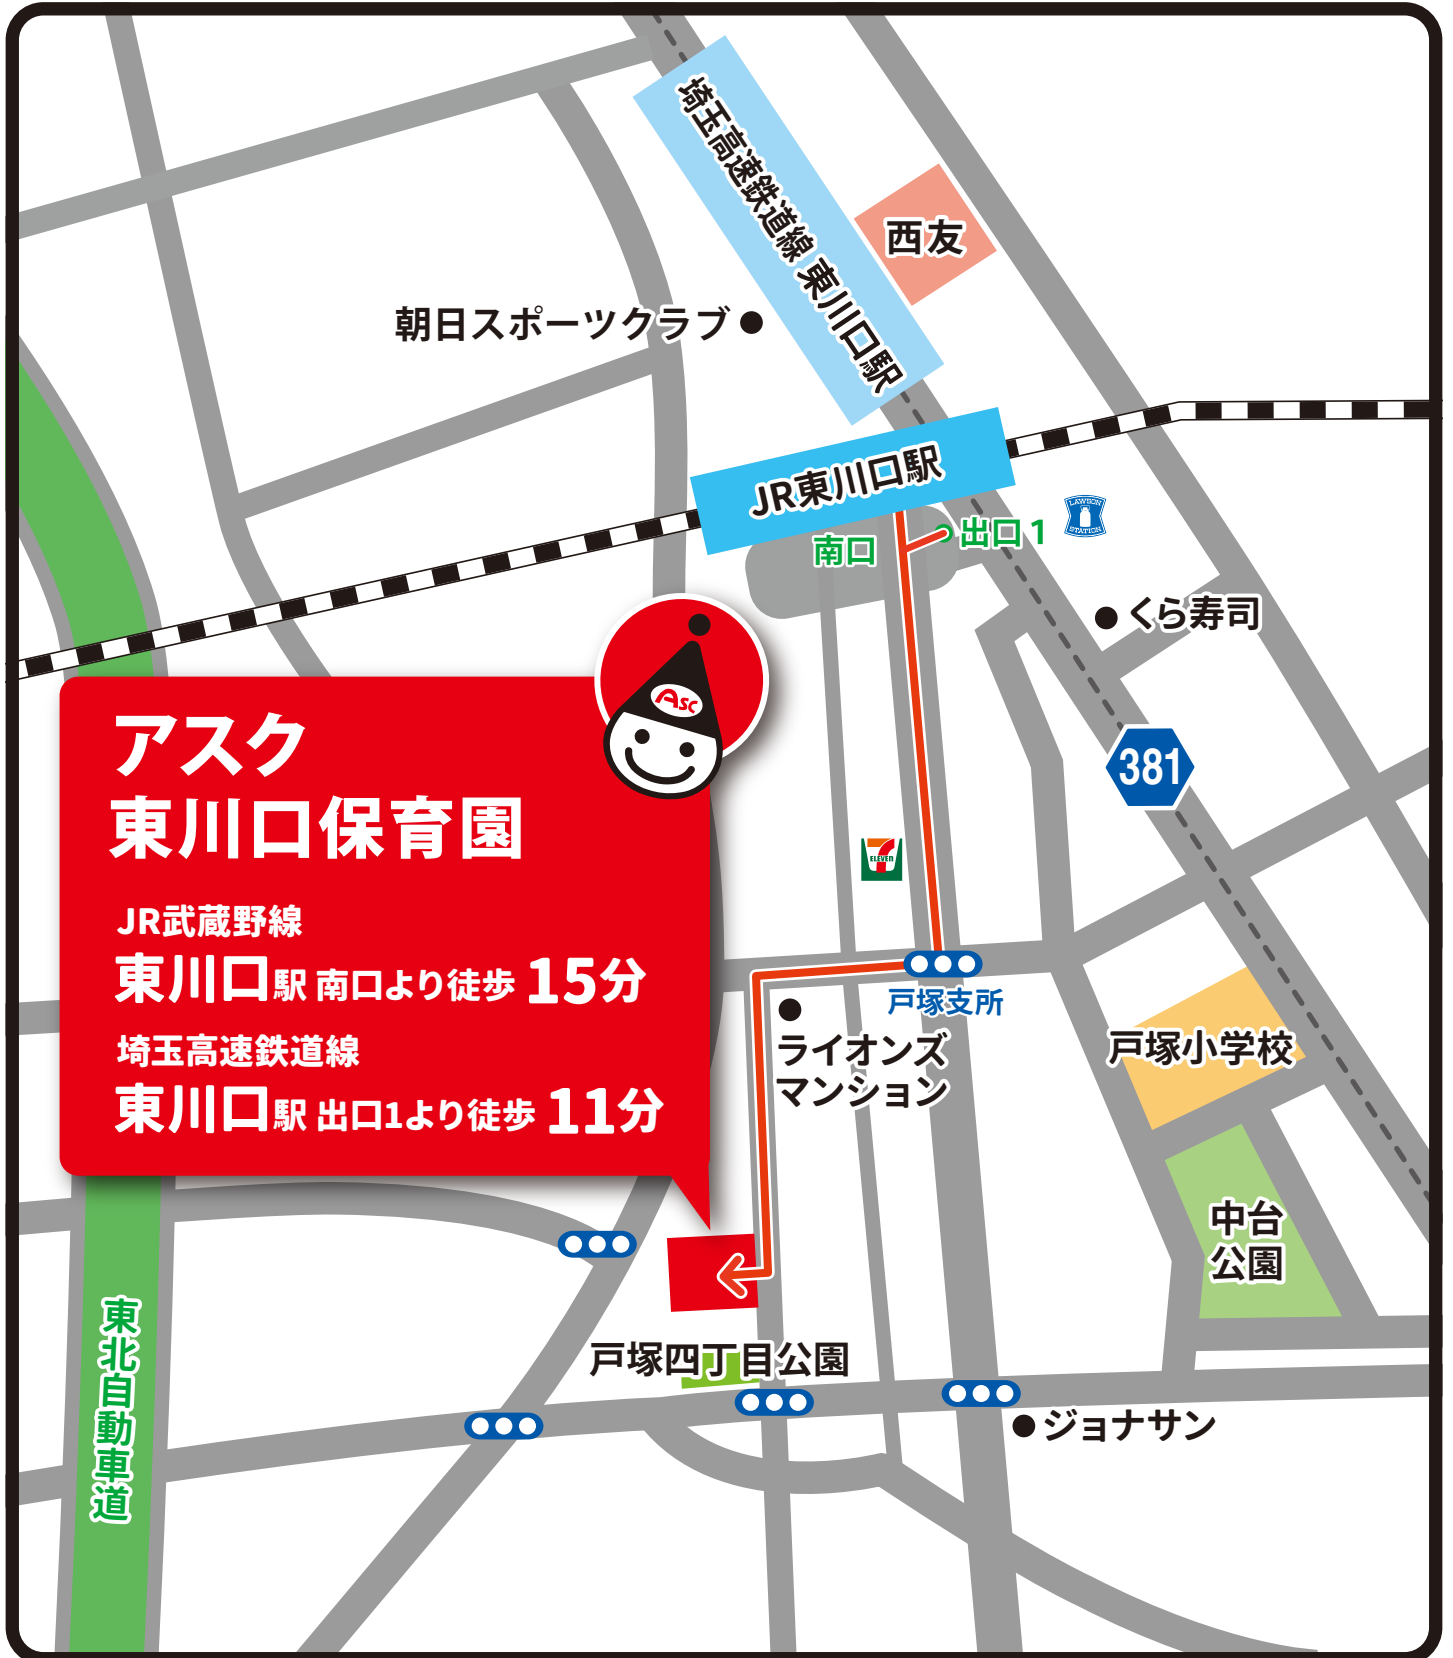 埼玉高速鉄道線 東川口駅
西友
朝日スポーツクラブ
JR東川口駅
南口
出口1
LAWSON
STATION
くら寿司
381
ASC
アスク
東川口保育園
JR武蔵野線
東川口駅 南口より徒歩 15分
埼玉高速鉄道線
東川口駅 出口1より徒歩 11分
7
ELEVEN
戸塚支所
ライオンズ
マンション
戸塚小学校
中台
公園
戸塚四丁目公園
東北自動車道
ジョナサン